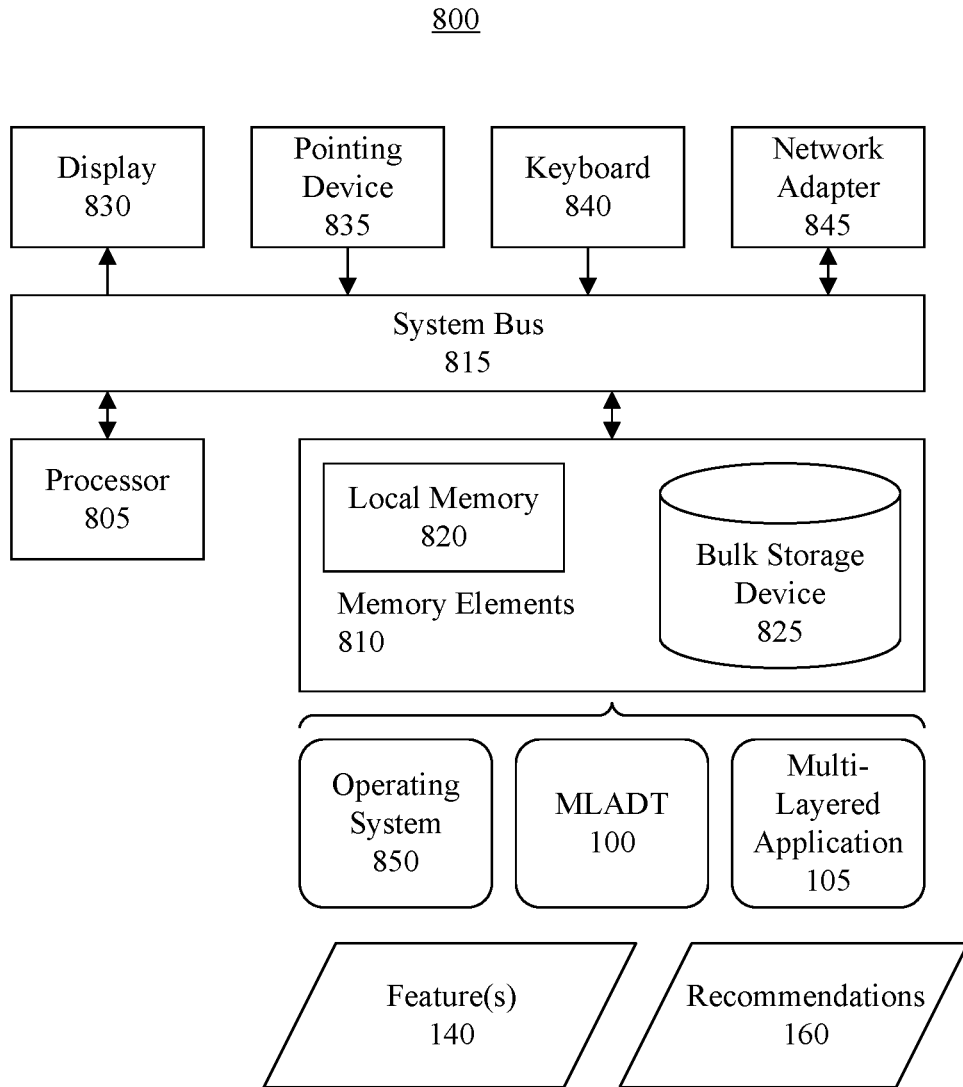 800
Display
830
Pointing
Device
835
Keyboard
840
Network
Adapter
845
System Bus
815
Processor
805
Local Memory
820
Memory Elements
810
Bulk Storage
Device
825
Operating
System
850
MLADT
100
Multi-
Layered
Application
105
Feature(s)
140
Recommendations
160